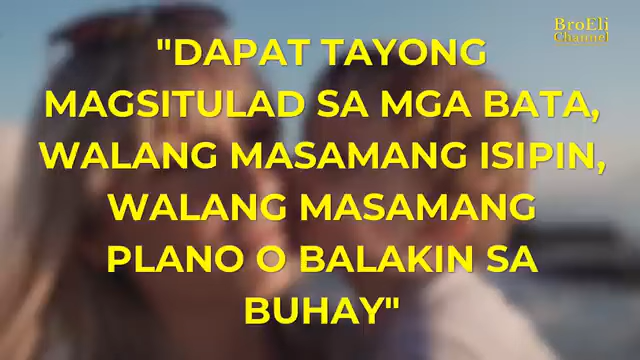 BroEli
Channel
"DAPAT TAYONG
MAGSITULAD SA MGA BATA,
WALANG MASAMANG ISIPIN,
WALANG MASAMANG
PLANO O BALAKIN SA
BUHAY"